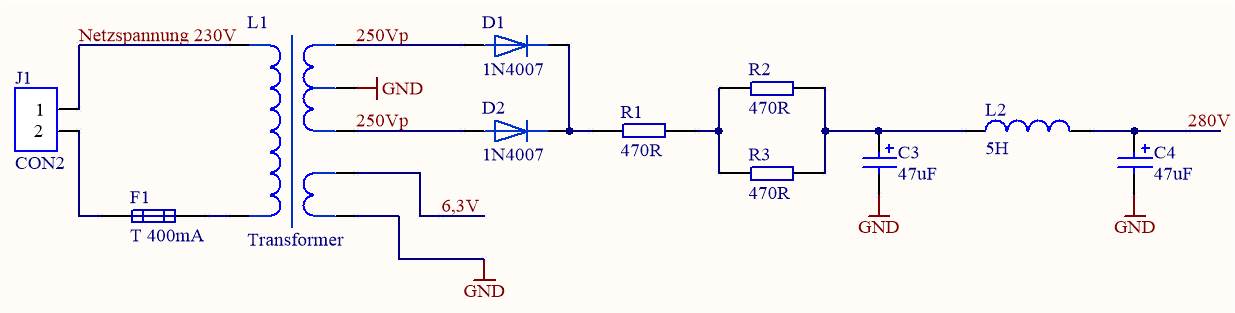 L1
Netzspannung 230V
J1
1
2
CON2
F1
T 400mA
Transformer
250Vp
GND
250Vp
6,3V
GND
D1
1N4007
D2
1N4007
R1
470R
R2
470R
R3
470R
C3
47uF
GND
L2
5H
C4
47uF
GND
280V